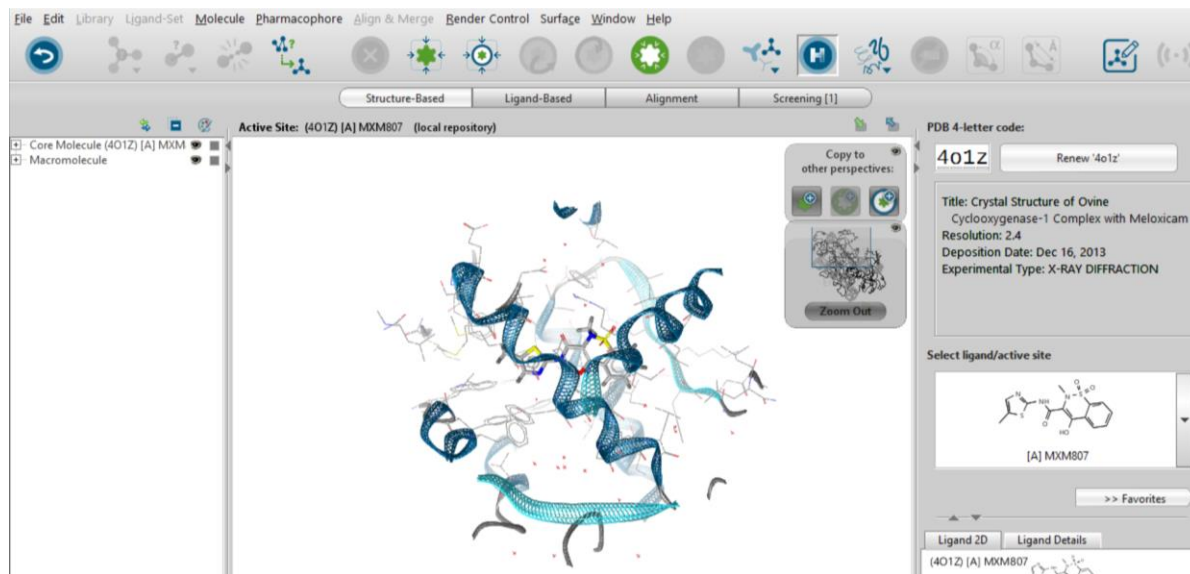 File Edit Library Ligand-Set Molecule Pharmacophore Align & Merge Render Control Surface Window Help
Structure-Based Ligand-Based Alignment Screening [1]
Active Site: (4O1Z) [A] MXM807 (local repository)
Core Molecule (4O1Z) [A] MXM
Macromolecule
Copy to
other perspectives:
Zoom Out
PDB 4-letter code:
4o1z Renew '4o1z'
Title: Crystal Structure of Ovine
Cyclooxygenase-1 Complex with Meloxicam
Resolution: 2.4
Deposition Date: Dec 16, 2013
Experimental Type: X-RAY DIFFRACTION
Select ligand/active site
[A] MXM807
>> Favorites
Ligand 2D Ligand Details
(4O1Z) [A] MXM807